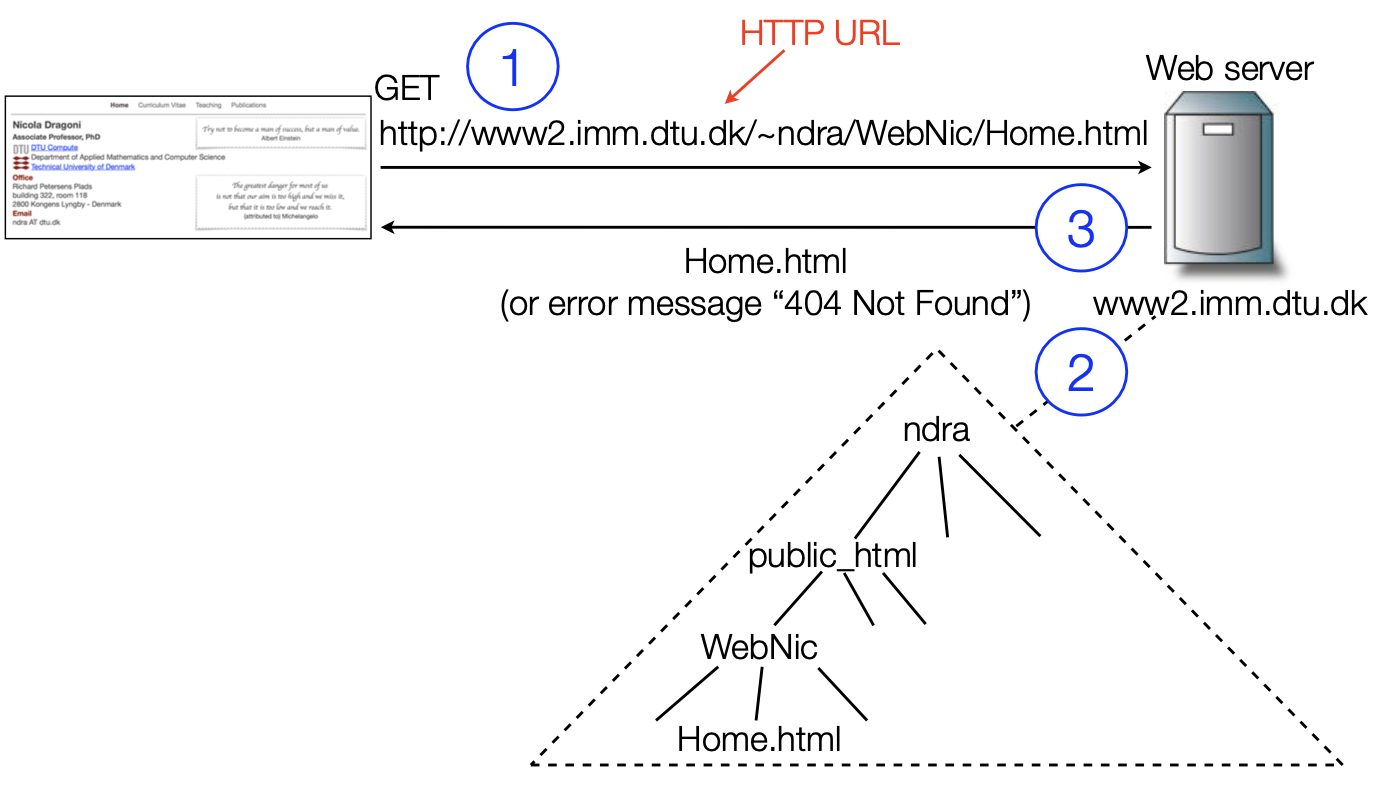 HTTP URL
1
GET
http://www2.imm.dtu.dk/~ndra/WebNic/Home.html
Web server
Home Curriculum Vitae Teaching Publications
Nicola Dragoni
Associate Professor, PhD
DTU DTU Compute
Department of Applied Mathematics and Computer Science
Technical University of Denmark
Office
Richard Petersens Plads
building 322, room 118
2800 Kongens Lyngby - Denmark
Email
ndra AT dtu.dk
Try not to become a man of success, but a man of value.
Albert Einstein
The greatest danger for most of us
is not that our aim is too high and we miss it,
but that it is too low and we reach it.
(attributed to) Michelangelo
3
Home.html
(or error message “404 Not Found”)
www2.imm.dtu.dk
2
ndra
public_html
WebNic
Home.html